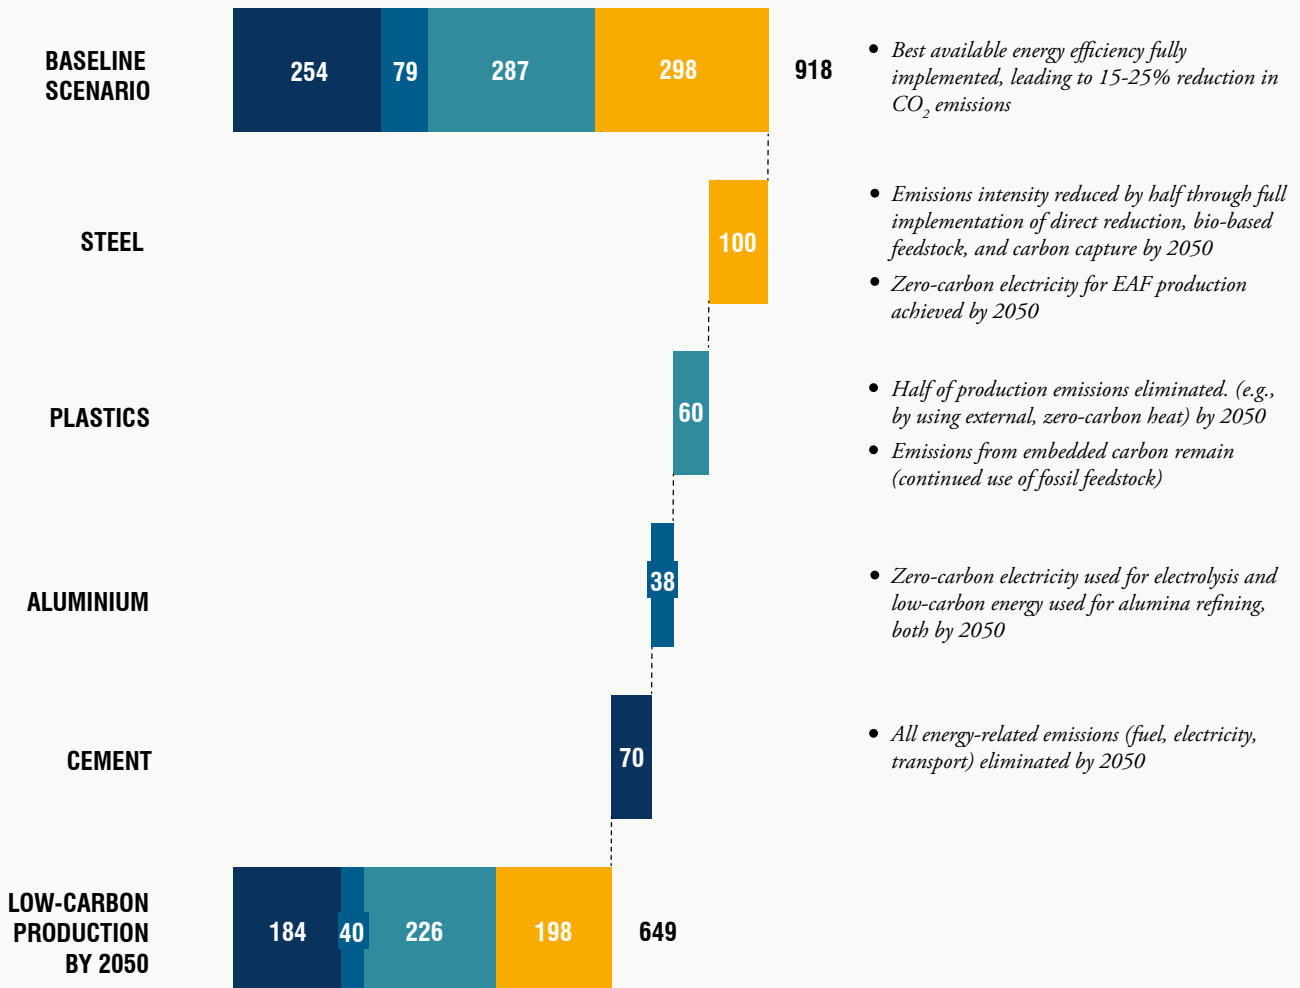 BASELINE
SCENARIO
254
79
287
298
918
• Best available energy efficiency fully
implemented, leading to 15-25% reduction in
CO2 emissions
STEEL
100
• Emissions intensity reduced by half through full
implementation of direct reduction, bio-based
feedstock, and carbon capture by 2050
• Zero-carbon electricity for EAF production
achieved by 2050
PLASTICS
60
• Half of production emissions eliminated. (e.g.,
by using external, zero-carbon heat) by 2050
• Emissions from embedded carbon remain
(continued use of fossil feedstock)
ALUMINIUM
38
• Zero-carbon electricity used for electrolysis and
low-carbon energy used for alumina refining,
both by 2050
CEMENT
70
• All energy-related emissions (fuel, electricity,
transport) eliminated by 2050
LOW-CARBON
PRODUCTION
BY 2050
184
40
226
198
649